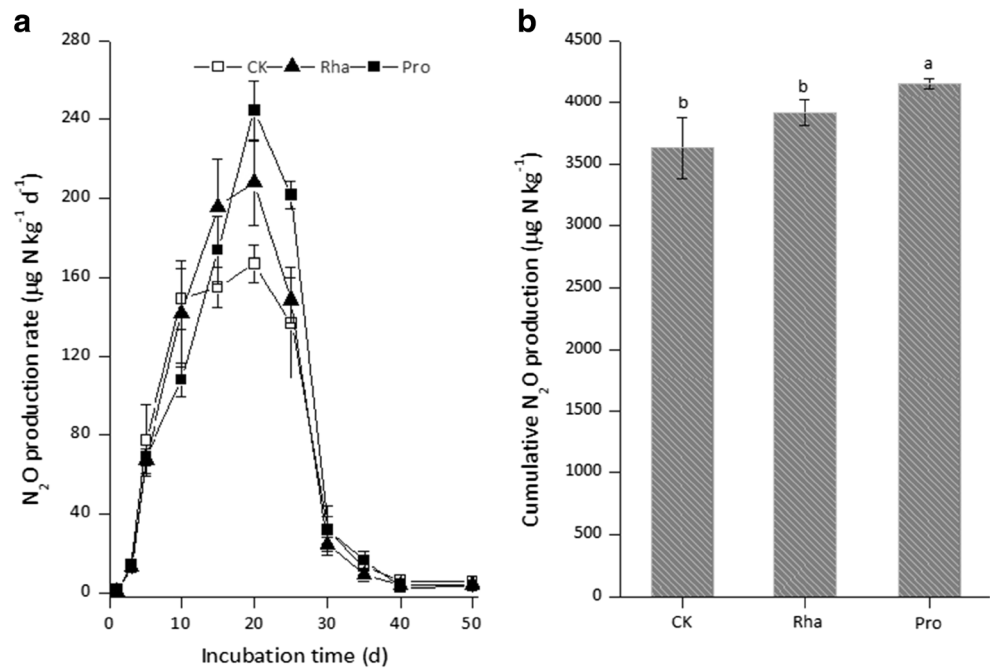 a
280
240
200
160
120
80
40
0
N₂O production rate (µg N kg⁻¹ d⁻¹)
CK Rha Pro
0 10 20 30 40 50
Incubation time (d)
b
4500
4000
3500
3000
2500
2000
1500
1000
500
0
Cumulative N₂O production (µg N kg⁻¹)
b b a
CK Rha Pro